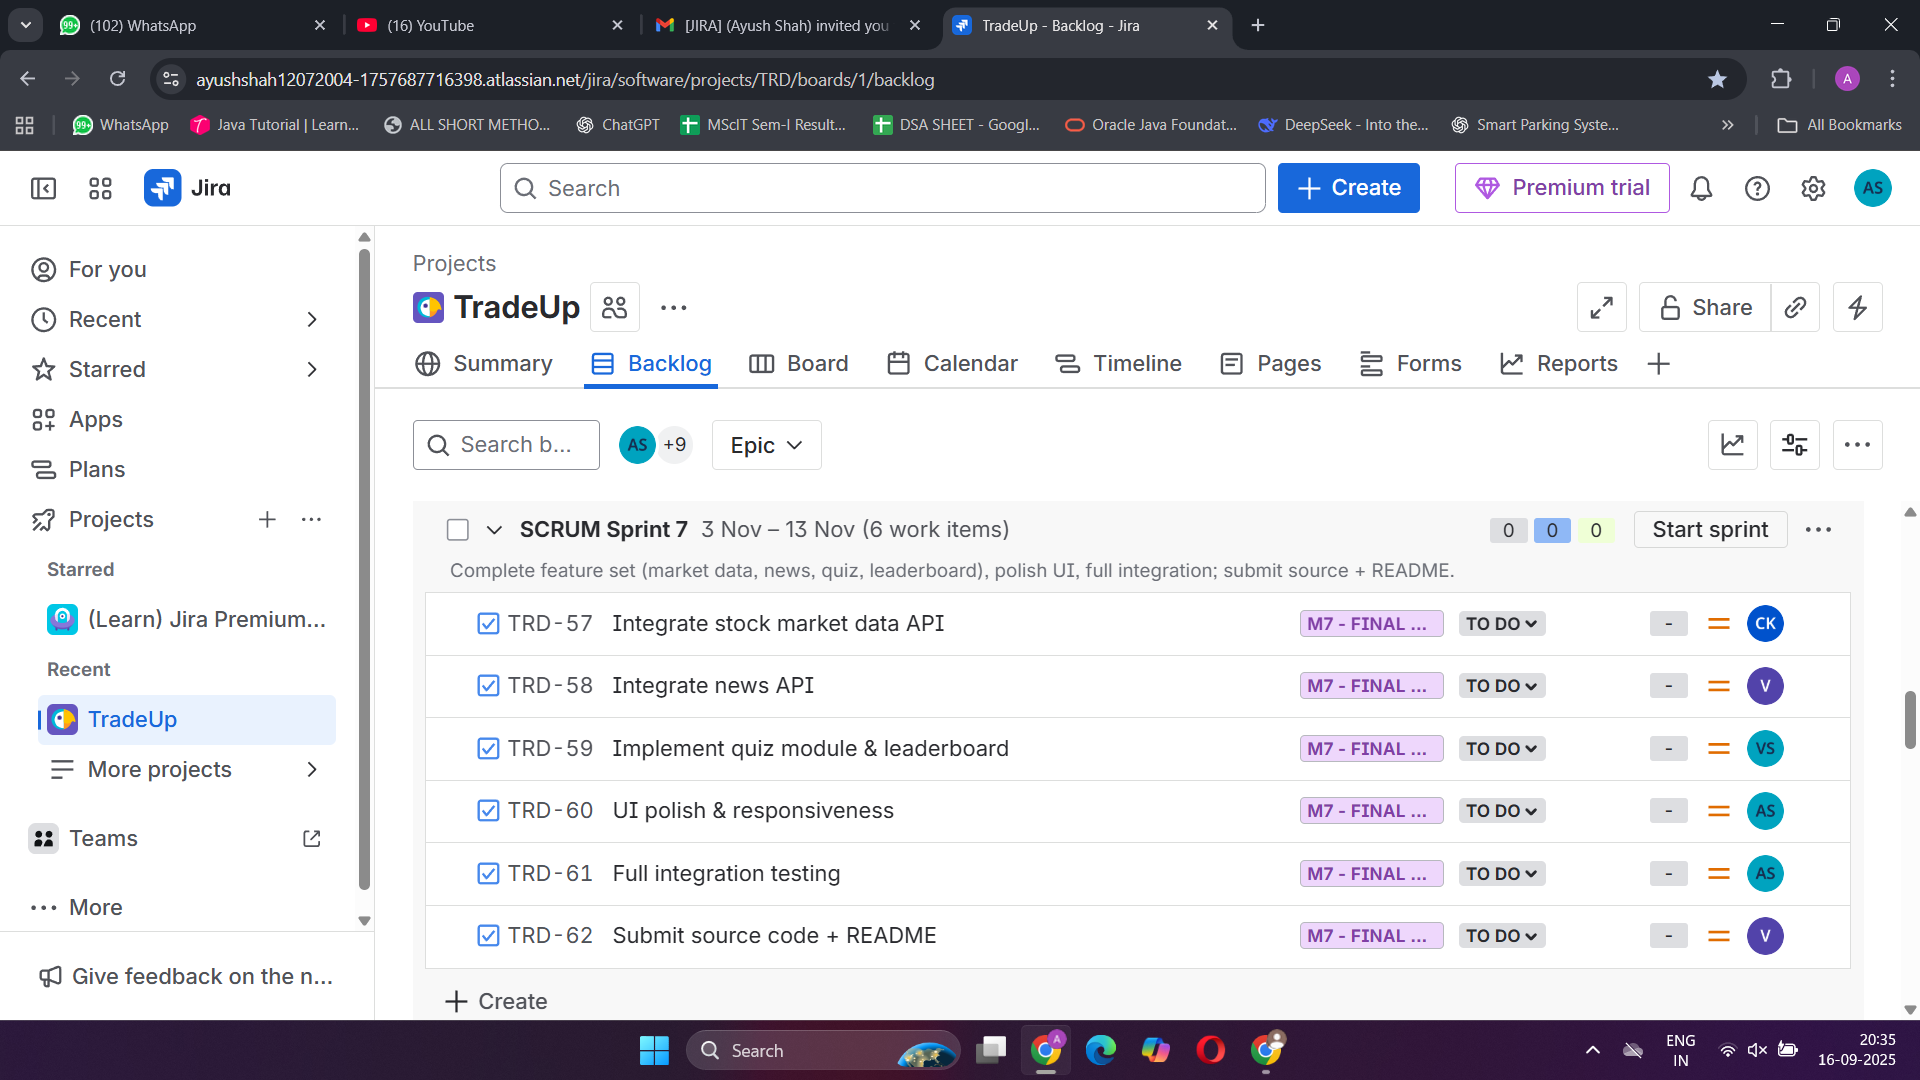 (102) WhatsApp
(16) YouTube
[JIRA] (Ayush Shah) invited you
TradeUp - Backlog - Jira
ayushshah12072004-1757687716398.atlassian.net/jira/software/projects/TRD/boards/1/backlog
A
99+ WhatsApp
Java Tutorial | Learn...
ALL SHORT METHO...
ChatGPT
MScIT Sem-I Result...
DSA SHEET - Googl...
Oracle Java Foundat...
DeepSeek - Into the...
Smart Parking Syste...
All Bookmarks
Jira
Search
Create
Premium trial
AS
For you
Recent
Starred
Apps
Plans
Projects
Starred
(Learn) Jira Premium...
Recent
TradeUp
More projects
Teams
More
Give feedback on the n...
Projects
TradeUp
Share
Summary
Backlog
Board
Calendar
Timeline
Pages
Forms
Reports
Search b...
AS +9
Epic
SCRUM Sprint 7 3 Nov – 13 Nov (6 work items)
0 0 0
Start sprint
Complete feature set (market data, news, quiz, leaderboard), polish UI, full integration; submit source + README.
TRD-57 Integrate stock market data API M7 - FINAL ... TO DO - CK
TRD-58 Integrate news API M7 - FINAL ... TO DO - V
TRD-59 Implement quiz module & leaderboard M7 - FINAL ... TO DO - VS
TRD-60 UI polish & responsiveness M7 - FINAL ... TO DO - AS
TRD-61 Full integration testing M7 - FINAL ... TO DO - AS
TRD-62 Submit source code + README M7 - FINAL ... TO DO - V
Create
Search
A
ENG
IN
20:35
16-09-2025